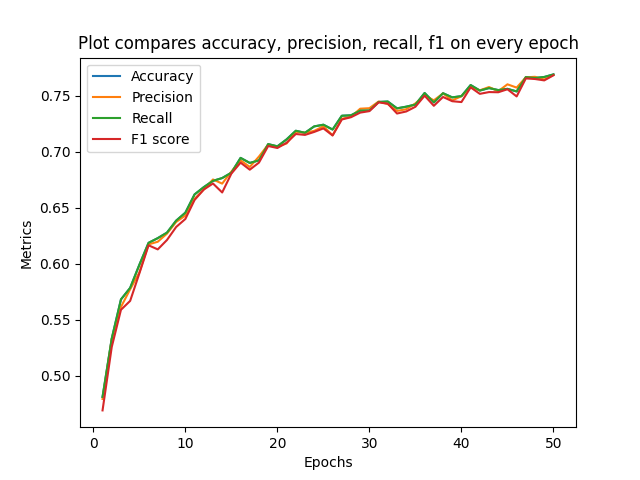 Plot compares accuracy, precision, recall, f1 on every epoch
Accuracy
Precision
Recall
F1 score
Metrics
0.75
0.70
0.65
0.60
0.55
0.50
0 10 20 30 40 50
Epochs